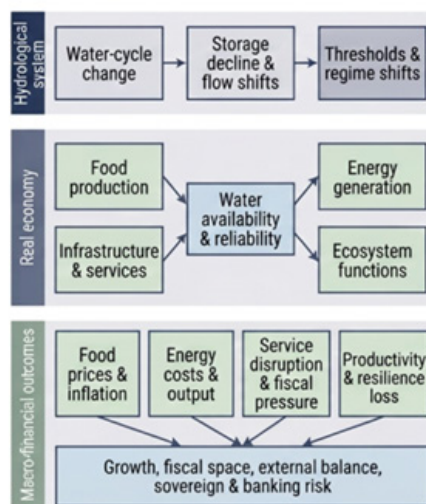 Hydrological
system
Water-cycle
change
Storage
decline &
flow shifts
Thresholds &
regime shifts
Real economy
Food
production
Infrastructure
& services
Water
availability
& reliability
Energy
generation
Ecosystem
functions
Macro-financial outcomes
Food
prices &
inflation
Energy
costs &
output
Service
disruption
& fiscal
pressure
Productivity
& resilience
loss
Growth, fiscal space, external balance,
sovereign & banking risk